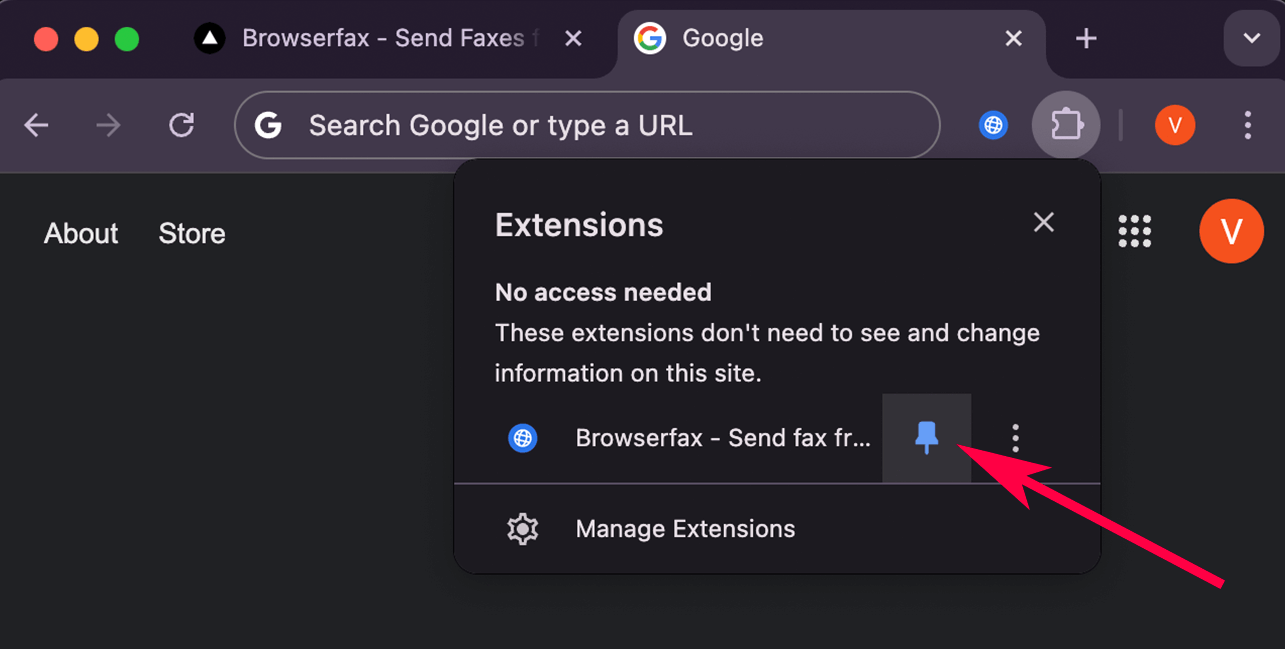 Browserfax - Send Faxes f
Google
Search Google or type a URL
V
About
Store
V
Extensions
No access needed
These extensions don't need to see and change
information on this site.
Browserfax - Send fax fr...
Manage Extensions